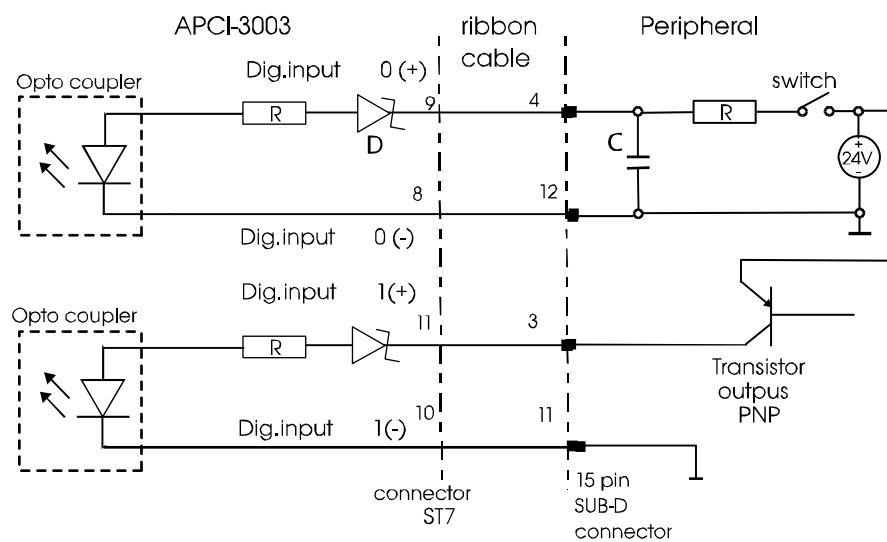 APCI-3003
ribbon
cable
Peripheral
Opto coupler
Dig.input 0 (+)
switch
R
9
4
R
D
C
+
24V
-
8
12
Dig.input 0 (-)
Dig.input 1(+)
Opto coupler
11
3
R
Transistor
outpus
PNP
10
11
Dig.input 1(-)
connector
ST7
15 pin
SUB-D
connector